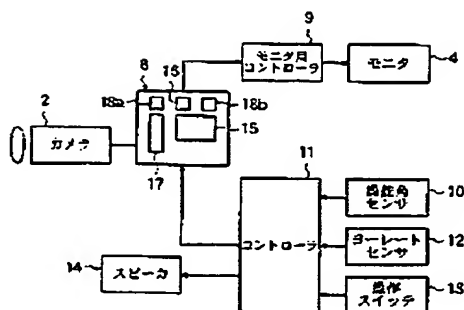 9
モニタ用
コントローラ
モニタ
4
8
18a
18b
15
2
カメラ
17
11
コントローラ
操舵角
センサ
10
ヨーレート
センサ
12
操作
スイッチ
13
14
スピーカ